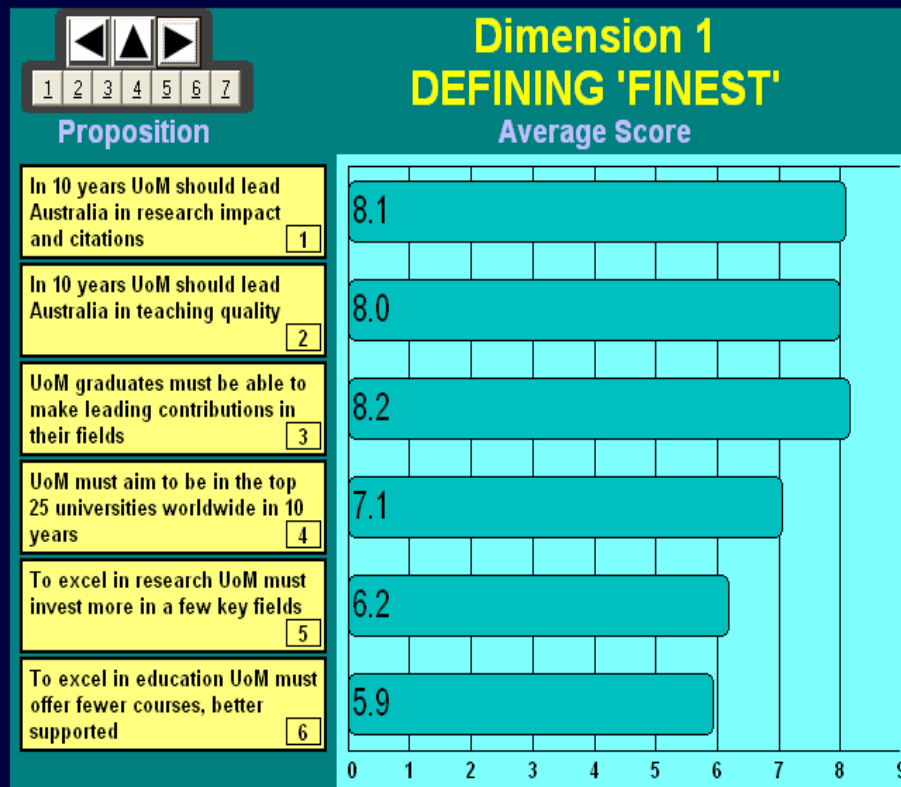 Dimension 1
DEFINING 'FINEST'
1 2 3 4 5 6 7
Proposition
Average Score
In 10 years UoM should lead
Australia in research impact
and citations
1
8.1
In 10 years UoM should lead
Australia in teaching quality
2
8.0
UoM graduates must be able to
make leading contributions in
their fields
3
8.2
UoM must aim to be in the top
25 universities worldwide in 10
years
4
7.1
To excel in research UoM must
invest more in a few key fields
5
6.2
To excel in education UoM must
offer fewer courses, better
supported
6
5.9
0 1 2 3 4 5 6 7 8 9